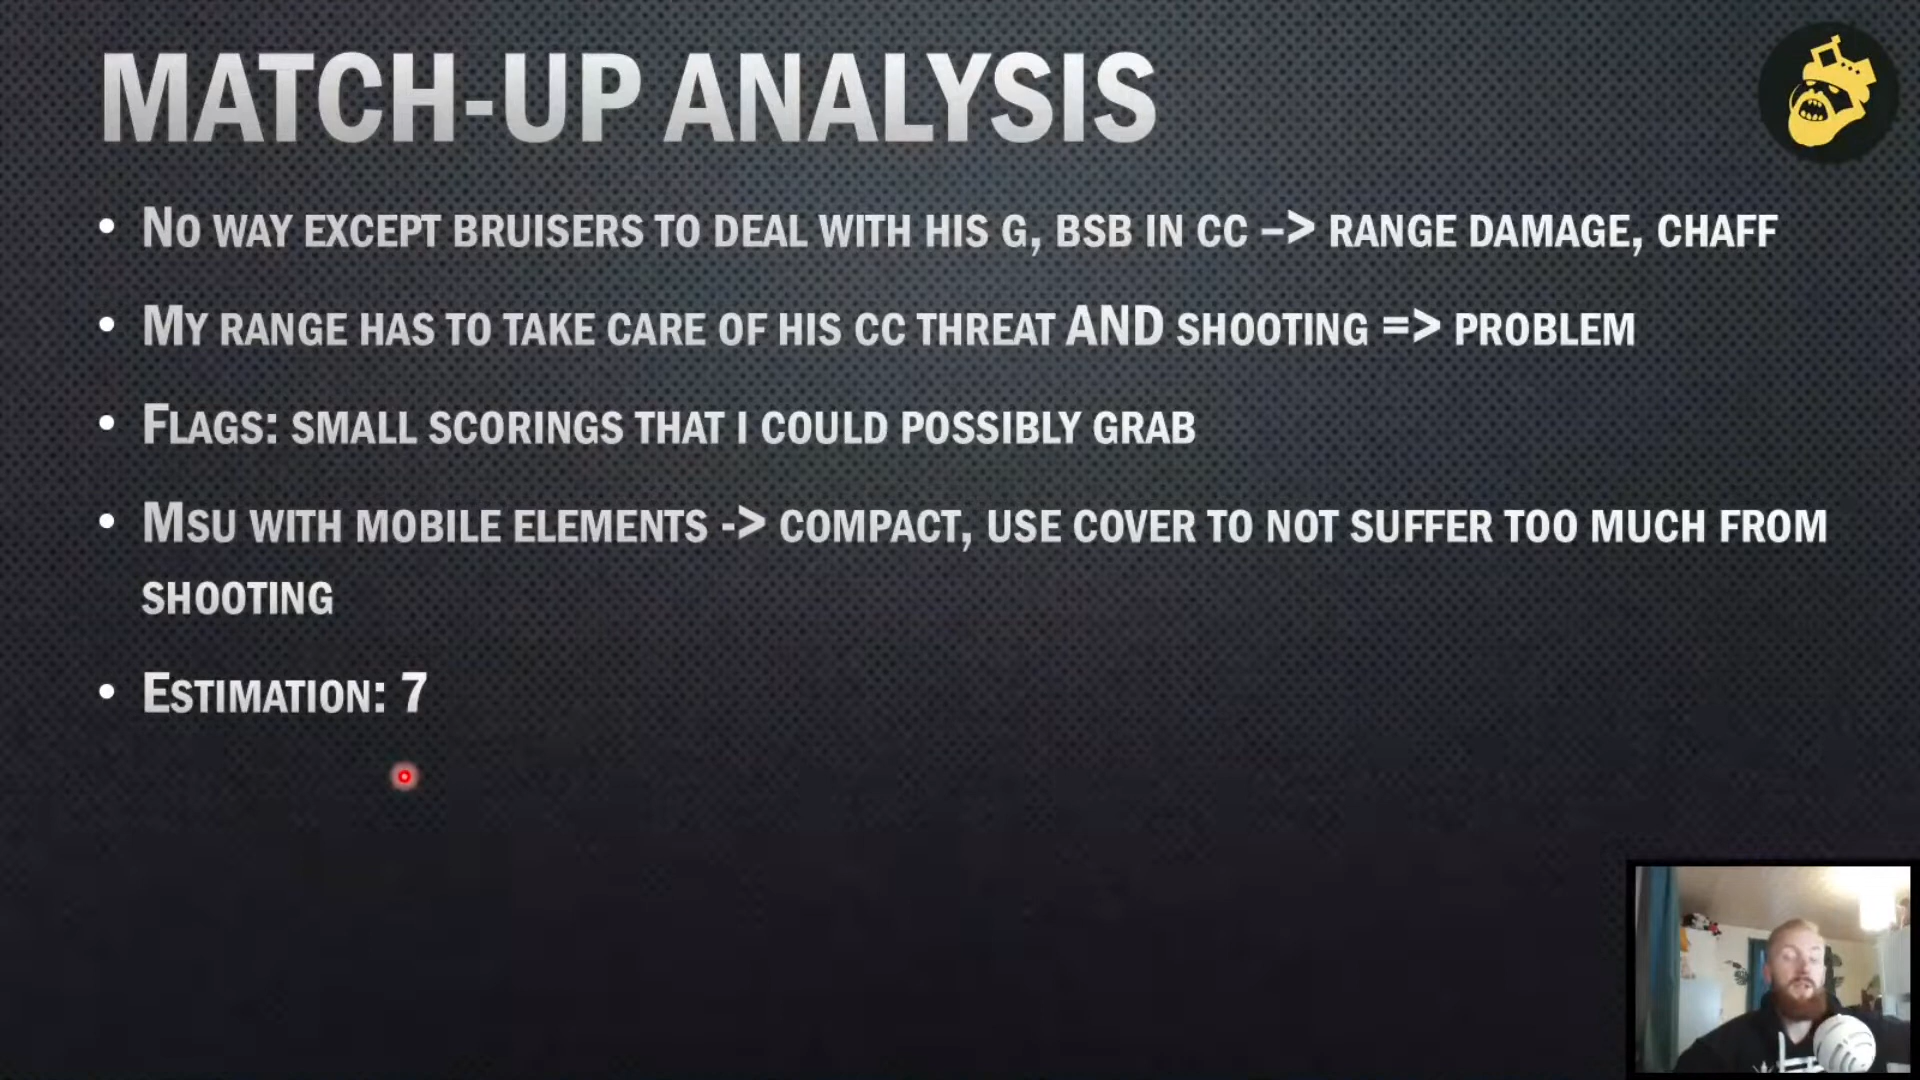 MATCH-UP ANALYSIS
NO WAY EXCEPT BRUISERS TO DEAL WITH HIS G, BSB IN CC –> RANGE DAMAGE, CHAFF
MY RANGE HAS TO TAKE CARE OF HIS CC THREAT AND SHOOTING => PROBLEM
FLAGS: SMALL SCORINGS THAT I COULD POSSIBLY GRAB
MSU WITH MOBILE ELEMENTS -> COMPACT, USE COVER TO NOT SUFFER TOO MUCH FROM
SHOOTING
ESTIMATION: 7